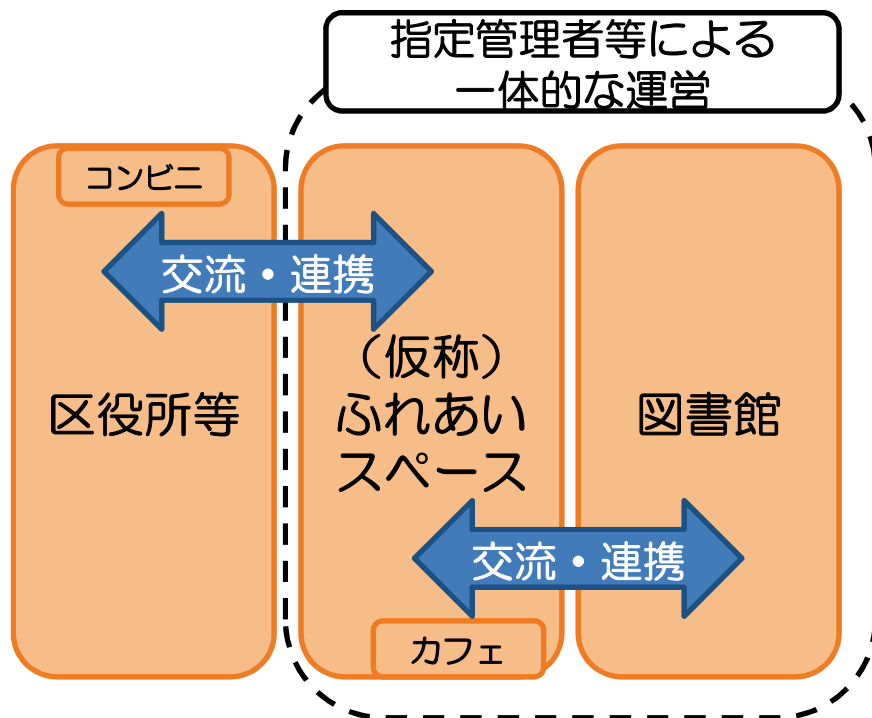 指定管理者等による
一体的な運営
コンビニ
交流・連携
区役所等
（仮称）
ふれあい
スペース
図書館
交流・連携
カフェ